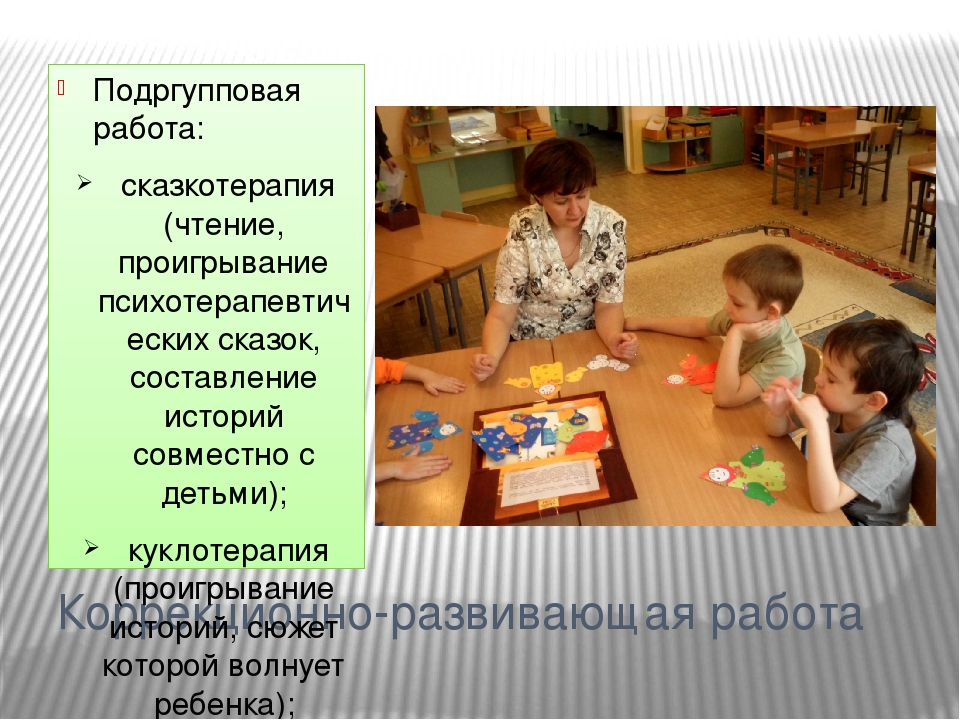 Подргупповая
работа:
сказкотерапия
(чтение,
проигрывание
психотерапевтич
еских сказок,
составление
историй
совместно с
детьми);
куклотерапия
(проигрывание
историй, сюжет
которой волнует
ребенка);
Коррекционно-развивающая работа